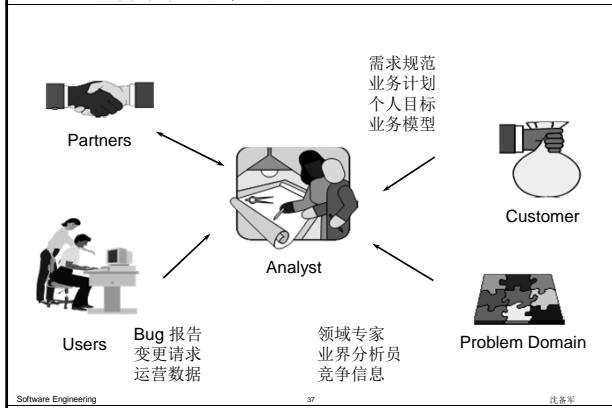 需求规范
业务计划
个人目标
业务模型
Partners
Customer
Analyst
Users
Bug 报告
变更请求
运营数据
领域专家
业界分析员
竞争信息
Problem Domain
Software Engineering
37
沈备军